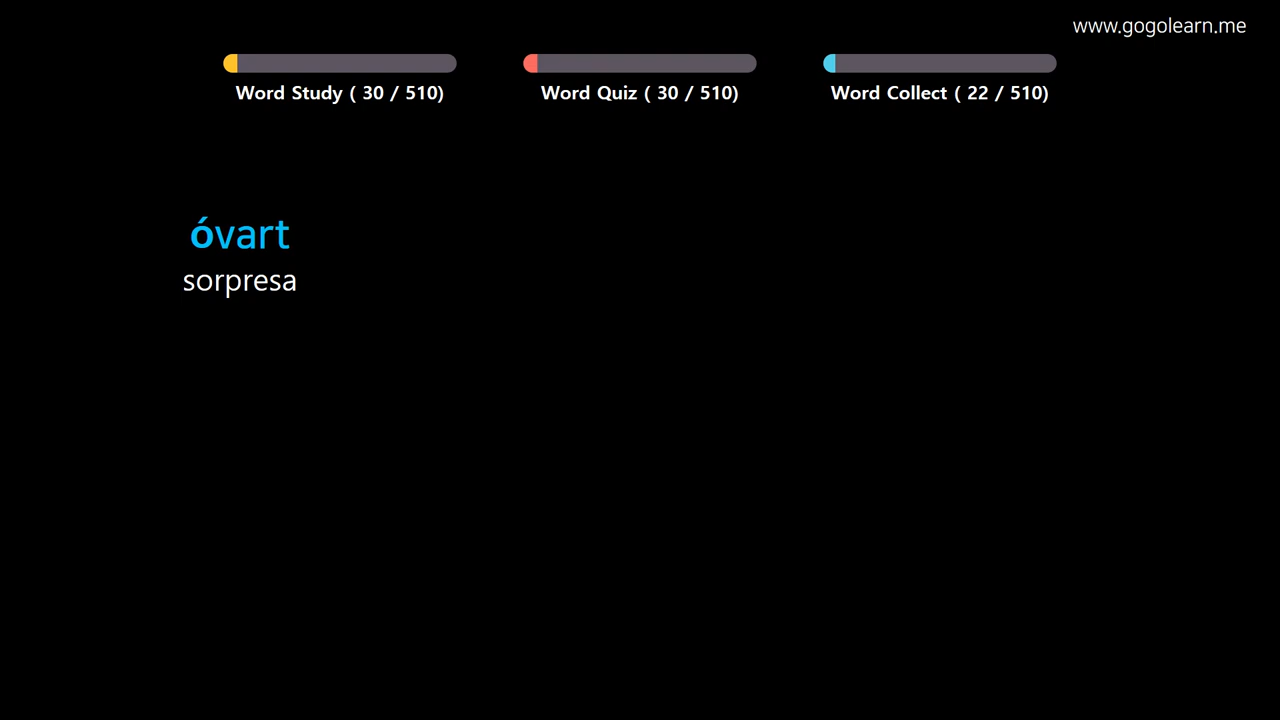 www.gogolearn.me
Word Study ( 30 / 510)
Word Quiz ( 30 / 510)
Word Collect ( 22 / 510)
óvart
sorpresa